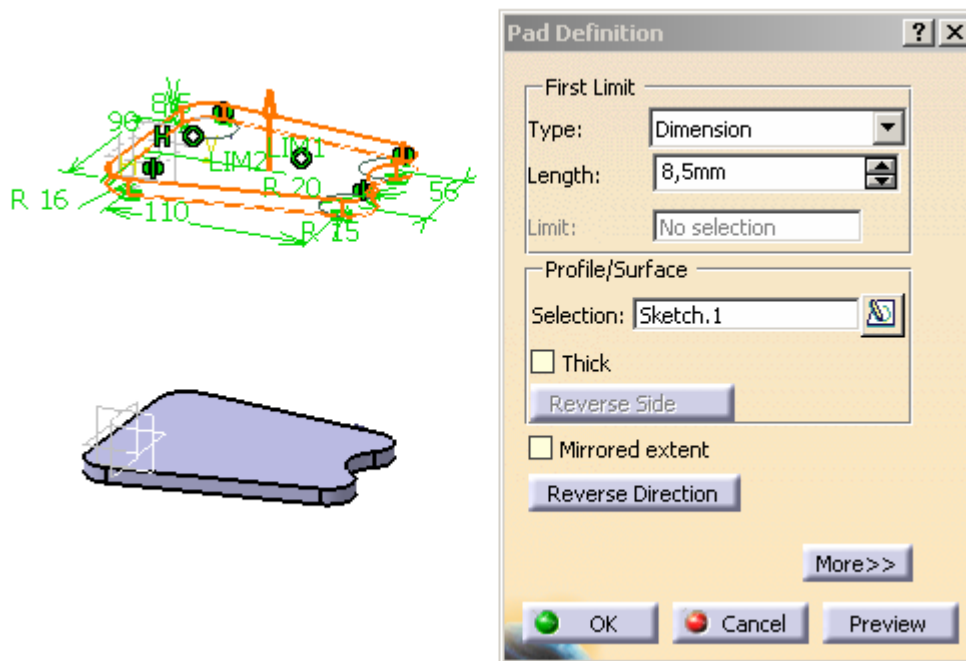 90
H
LIM1
LIM2
R 20
56
R 16
110
R 15
Pad Definition
First Limit
Type: Dimension
Length: 8,5mm
Limit: No selection
Profile/Surface
Selection: Sketch.1
Thick
Reverse Side
Mirrored extent
Reverse Direction
More>>
OK Cancel Preview